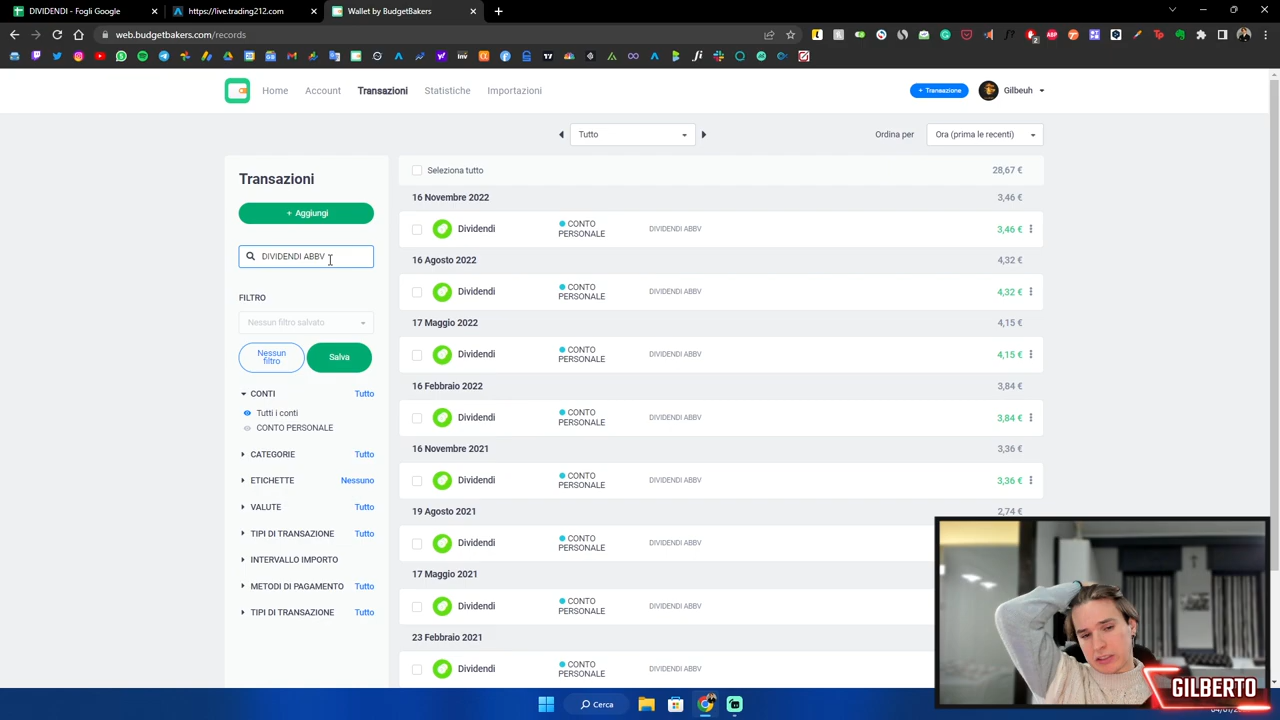 DIVIDENDI - Fogli Google
https://italia212.com
Wallet by BudgetBakers
web.budgetbakers.com/records
Home
Account
Transazioni
Statistiche
Importazioni
+ Transazione
Gilbeuh
Tutto
Ordina per
Ora (prima le recenti)
Transazioni
+ Aggiungi
DIVIDENDI ABBV
FILTRO
Nessun filtro salvato
Nessun
filtro
Salva
CONTI
Tutto
Tutti i conti
CONTO PERSONALE
CATEGORIE
Tutto
ETICHETTE
Nessuno
VALUTE
Tutto
TIPI DI TRANSAZIONE
Tutto
INTERVALLO IMPORTO
METODI DI PAGAMENTO
Tutto
TIPI DI TRANSAZIONE
Tutto
Seleziona tutto
28,67 €
16 Novembre 2022
3,46 €
Dividendi
CONTO
PERSONALE
DIVIDENDI ABBV
3,46 €
16 Agosto 2022
4,32 €
Dividendi
CONTO
PERSONALE
DIVIDENDI ABBV
4,32 €
17 Maggio 2022
4,15 €
Dividendi
CONTO
PERSONALE
DIVIDENDI ABBV
4,15 €
16 Febbraio 2022
3,84 €
Dividendi
CONTO
PERSONALE
DIVIDENDI ABBV
3,84 €
16 Novembre 2021
3,36 €
Dividendi
CONTO
PERSONALE
DIVIDENDI ABBV
3,36 €
19 Agosto 2021
2,74 €
Dividendi
CONTO
PERSONALE
DIVIDENDI ABBV
17 Maggio 2021
Dividendi
CONTO
PERSONALE
DIVIDENDI ABBV
23 Febbraio 2021
Dividendi
CONTO
PERSONALE
DIVIDENDI ABBV
GILBERTO
Cerca